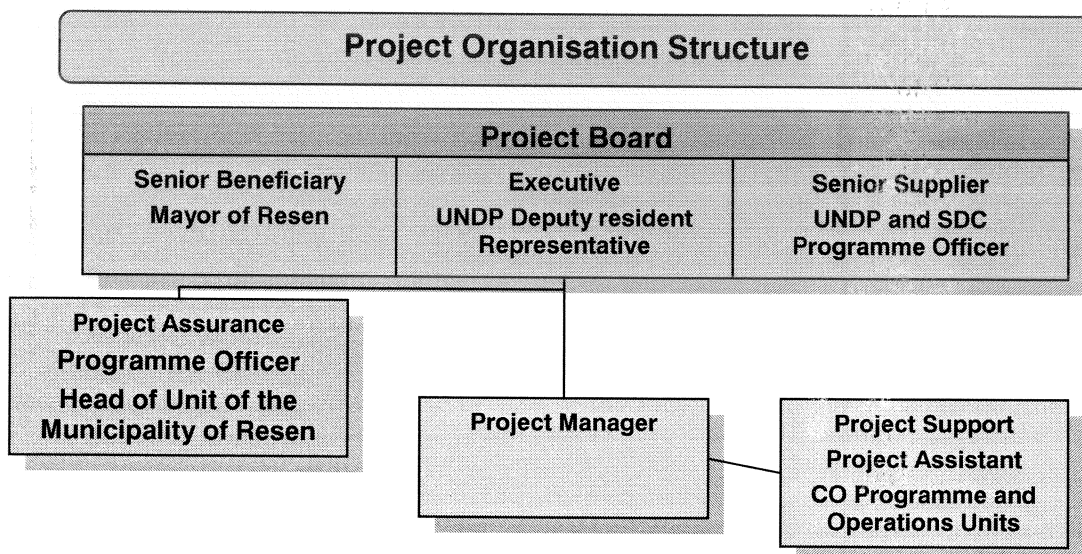 Project Organisation Structure
Project Board
Senior Beneficiary
Mayor of Resen
Executive
UNDP Deputy resident
Representative
Senior Supplier
UNDP and SDC
Programme Officer
Project Assurance
Programme Officer
Head of Unit of the
Municipality of Resen
Project Manager
Project Support
Project Assistant
CO Programme and
Operations Units